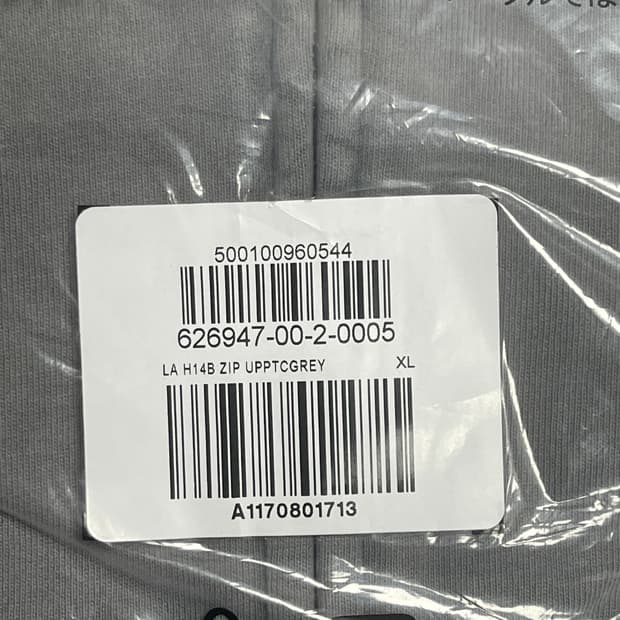 500100960544
626947-00-2-0005
LA H14B ZIP UPPTCGREY XL
A1170801713